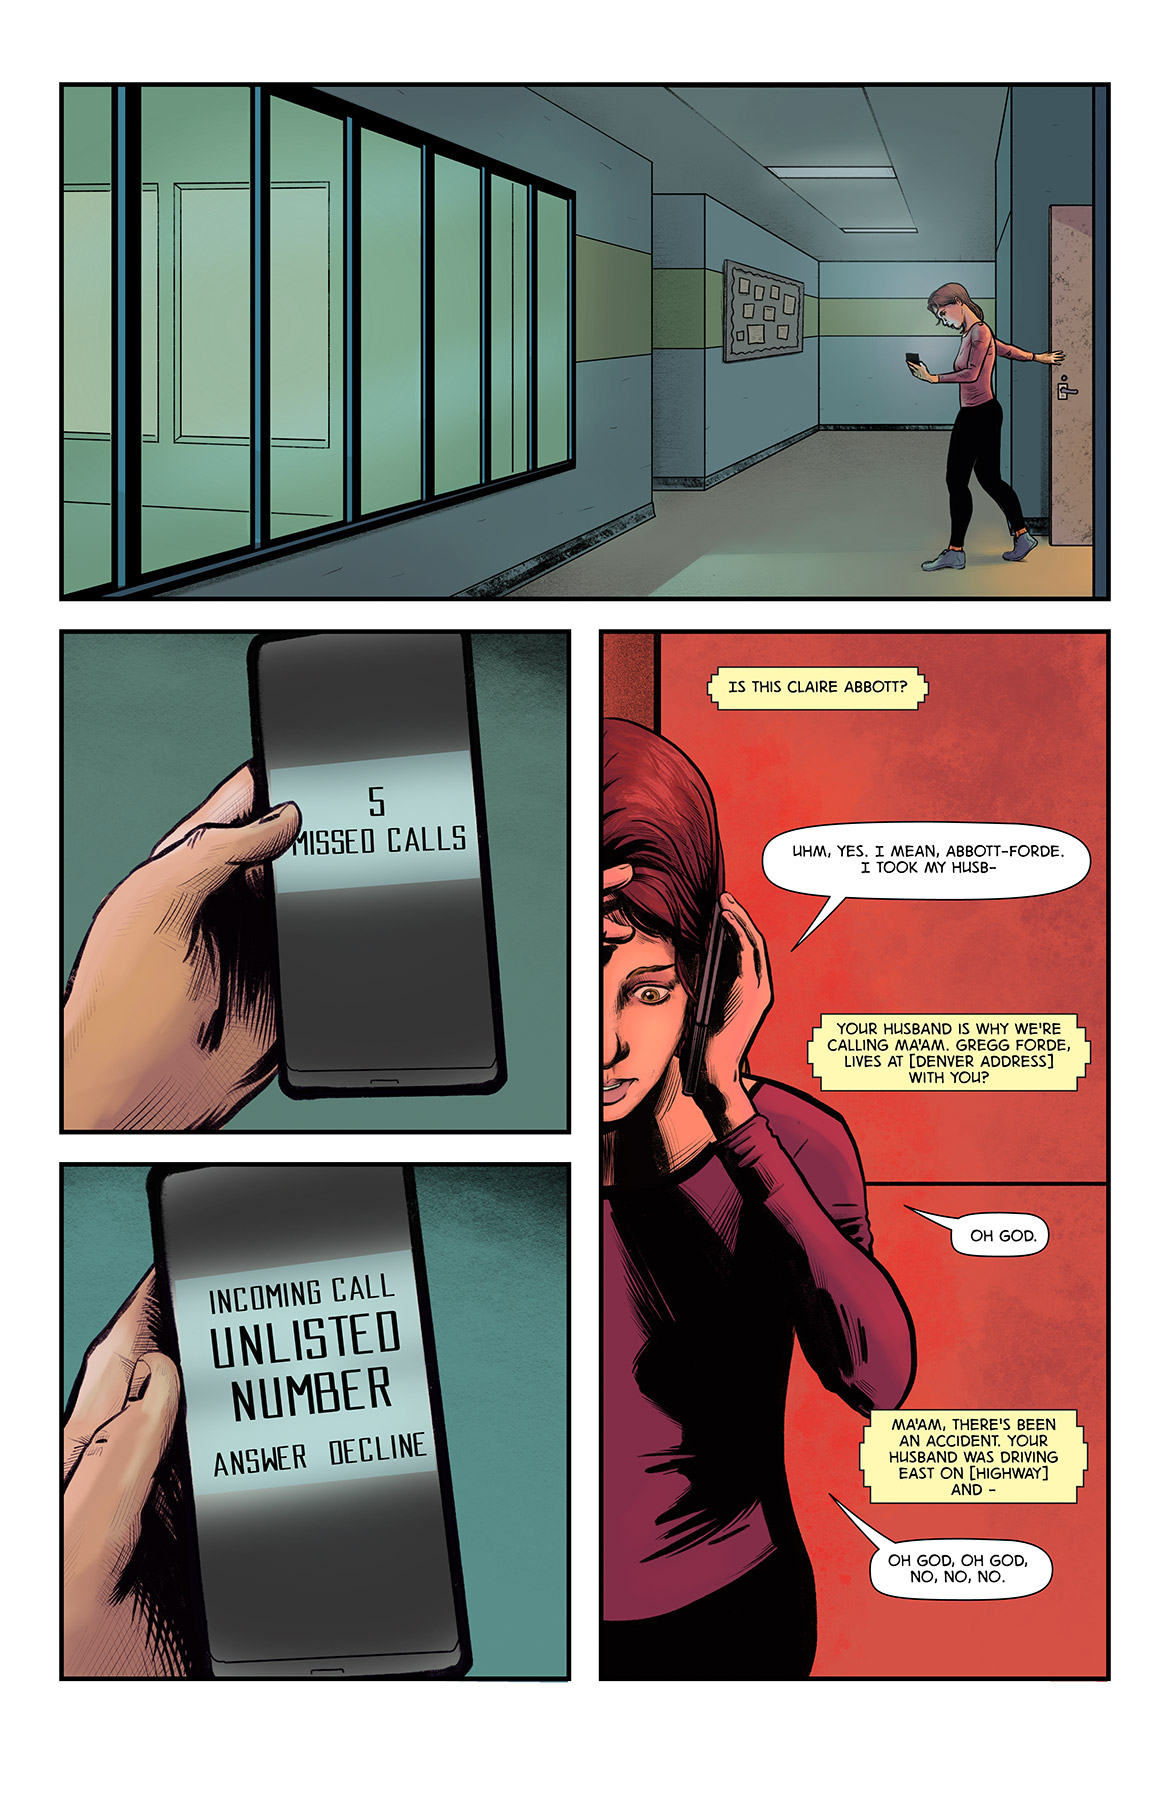 5
MISSED CALLS
INCOMING CALL
UNLISTED
NUMBER
ANSWER DECLINE
IS THIS CLAIRE ABBOTT?
UHM, YES. I MEAN, ABBOTT-FORDE.
I TOOK MY HUSB-
YOUR HUSBAND IS WHY WE'RE
CALLING MA'AM. GREGG FORDE,
LIVES AT [DENVER ADDRESS]
WITH YOU?
OH GOD.
MA'AM, THERE'S BEEN
AN ACCIDENT. YOUR
HUSBAND WAS DRIVING
EAST ON [HIGHWAY]
AND -
OH GOD, OH GOD,
NO, NO, NO.